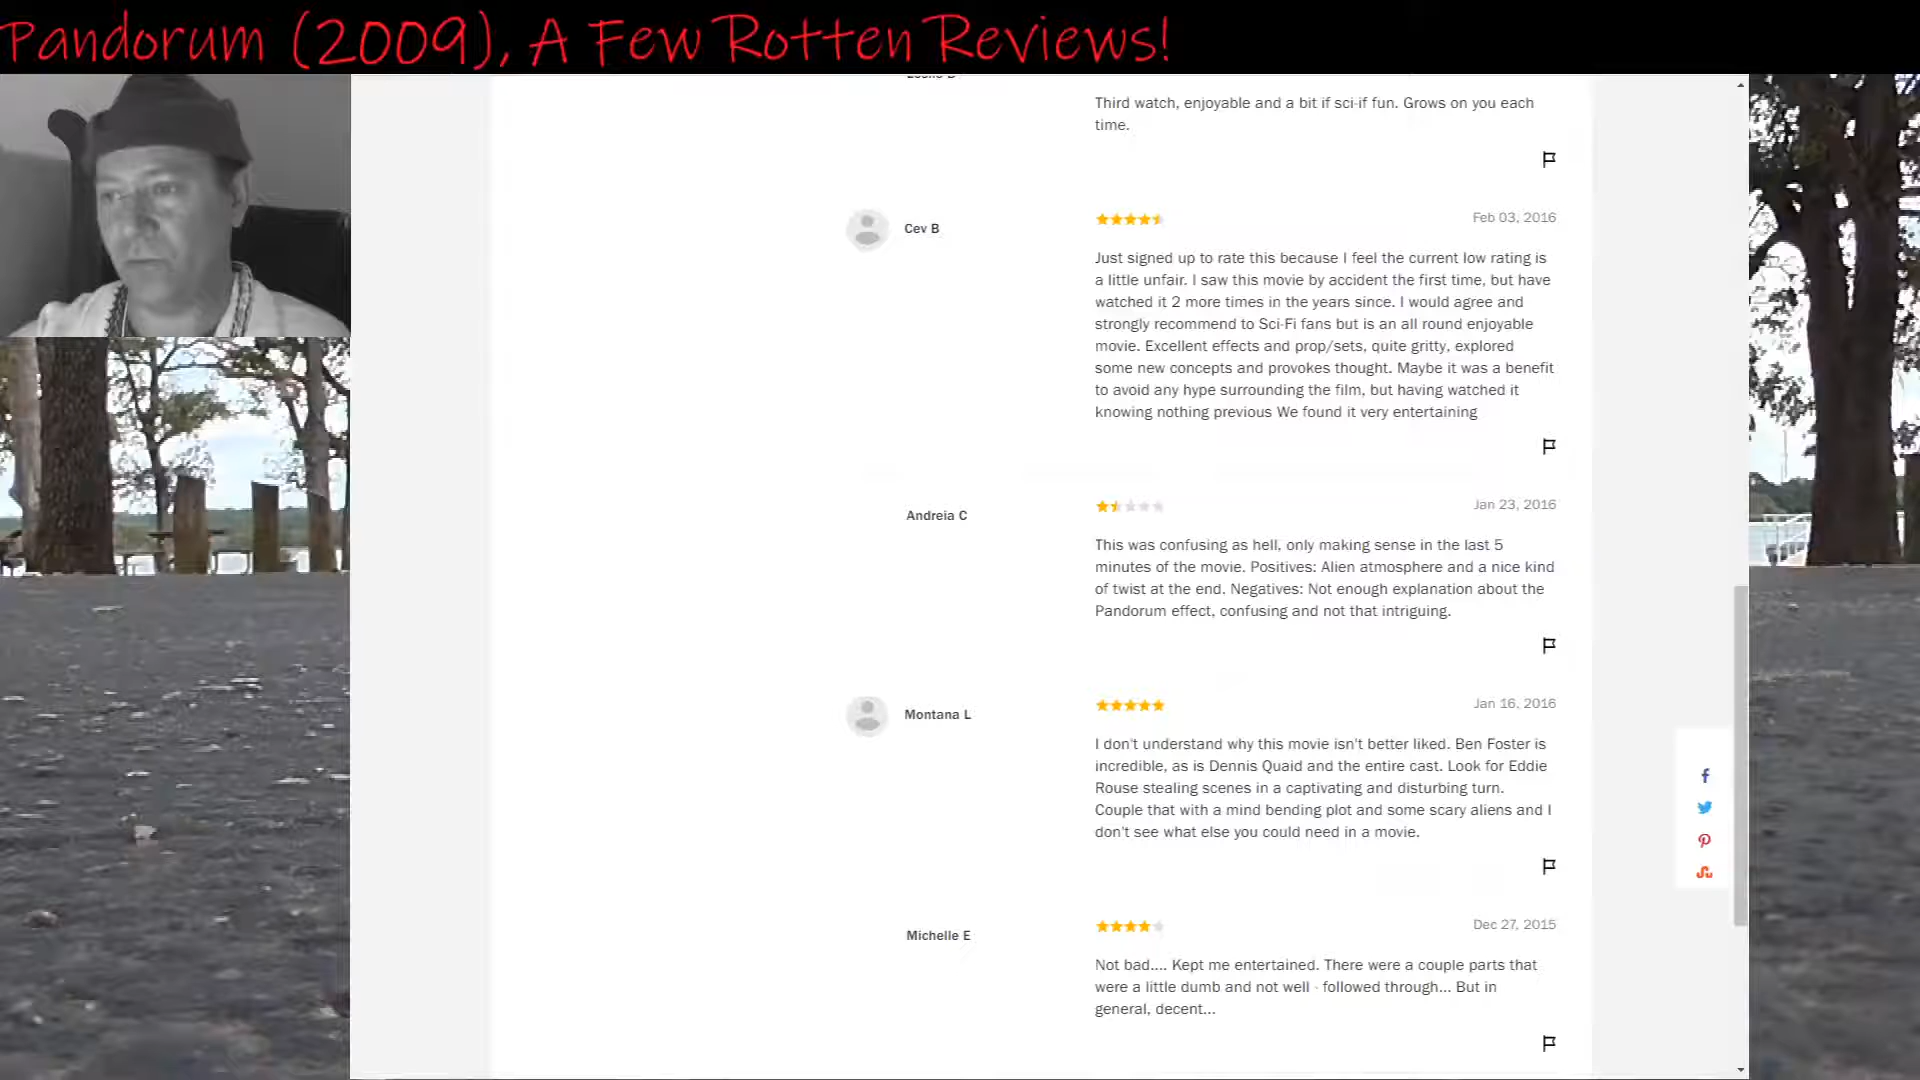 Pandorum (2009), A Few Rotten Reviews!
Third watch, enjoyable and a bit if sci-if fun. Grows on you each
time.
Cev B
Feb 03, 2016
Just signed up to rate this because I feel the current low rating is
a little unfair. I saw this movie by accident the first time, but have
watched it 2 more times in the years since. I would agree and
strongly recommend to Sci-Fi fans but is an all round enjoyable
movie. Excellent effects and prop/sets, quite gritty, explored
some new concepts and provokes thought. Maybe it was a benefit
to avoid any hype surrounding the film, but having watched it
knowing nothing previous We found it very entertaining
Andreia C
Jan 23, 2016
This was confusing as hell, only making sense in the last 5
minutes of the movie. Positives: Alien atmosphere and a nice kind
of twist at the end. Negatives: Not enough explanation about the
Pandorum effect, confusing and not that intriguing.
Montana L
Jan 16, 2016
I don't understand why this movie isn't better liked. Ben Foster is
incredible, as is Dennis Quaid and the entire cast. Look for Eddie
Rouse stealing scenes in a captivating and disturbing turn.
Couple that with a mind bending plot and some scary aliens and I
don't see what else you could need in a movie.
Michelle E
Dec 27, 2015
Not bad.... Kept me entertained. There were a couple parts that
were a little dumb and not well - followed through... But in
general, decent...